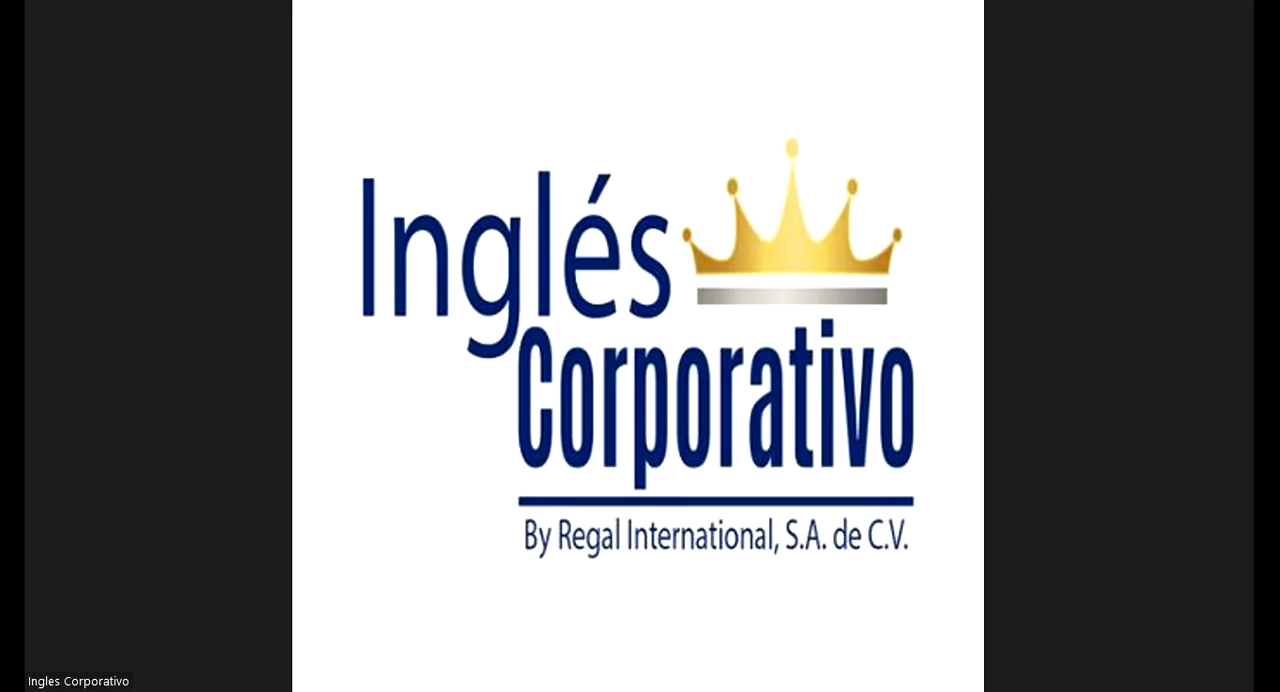 Inglés
Corporativo
By Regal International, S.A. de C.V.
Ingles Corporativo